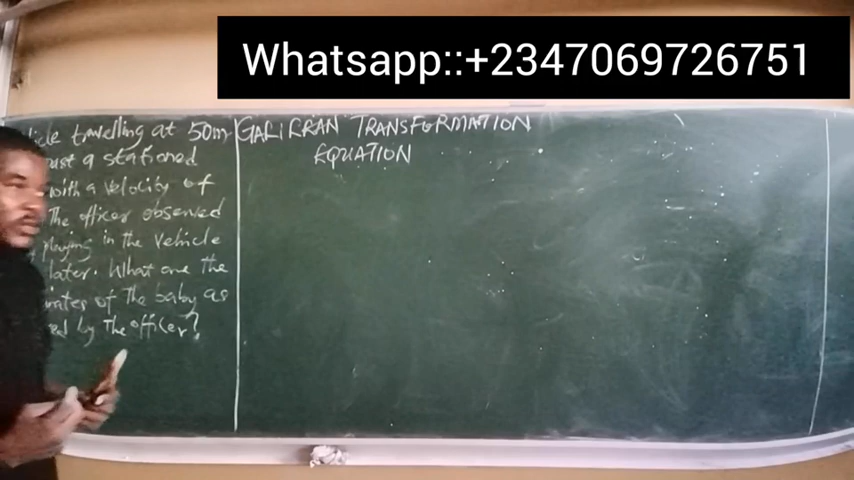 Whatsapp::+2347069726751
travelling at 50m
a stationed
with a velocity of
The officer observed
playing in the vehicle
later. What are the
of the baby as
by the officer?
GALILEAN TRANSFORMATION
EQUATION